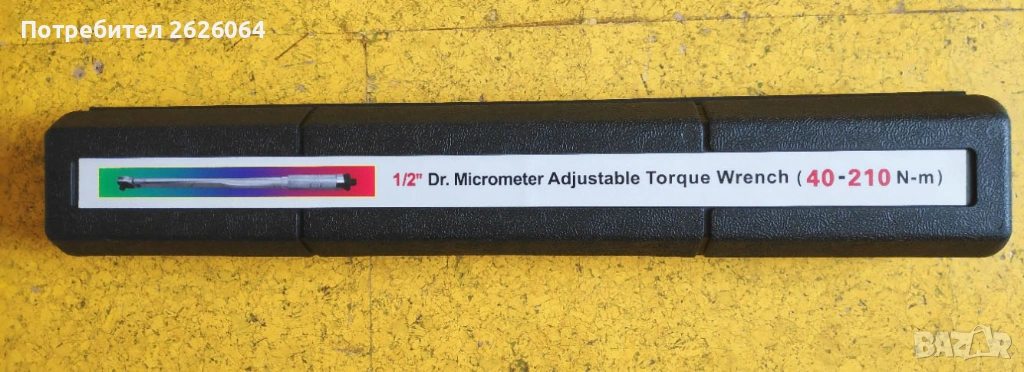 Потребител 2626064
1/2" Dr. Micrometer Adjustable Torque Wrench (40-210 N-m)
BAZAR